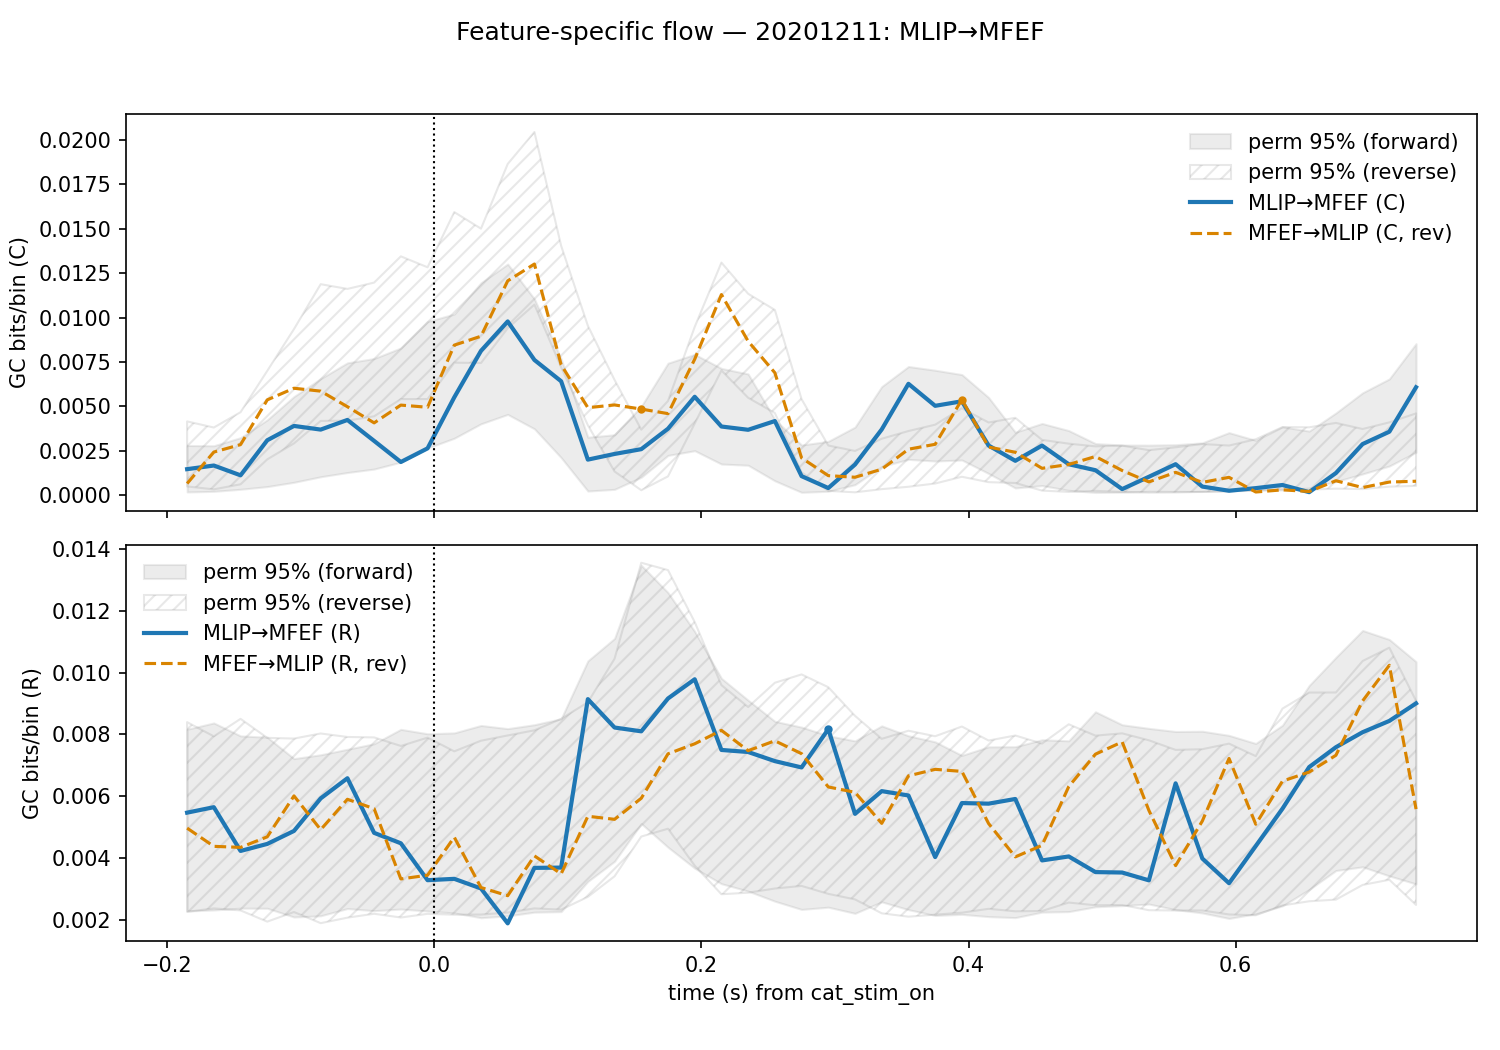 Feature-specific flow — 20201211: MLIP→MFEF
GC bits/bin (C)
0.0200
0.0175
0.0150
0.0125
0.0100
0.0075
0.0050
0.0025
0.0000
perm 95% (forward)
perm 95% (reverse)
MLIP→MFEF (C)
MFEF→MLIP (C, rev)
GC bits/bin (R)
0.014
0.012
0.010
0.008
0.006
0.004
0.002
perm 95% (forward)
perm 95% (reverse)
MLIP→MFEF (R)
MFEF→MLIP (R, rev)
−0.2 0.0 0.2 0.4 0.6
time (s) from cat_stim_on